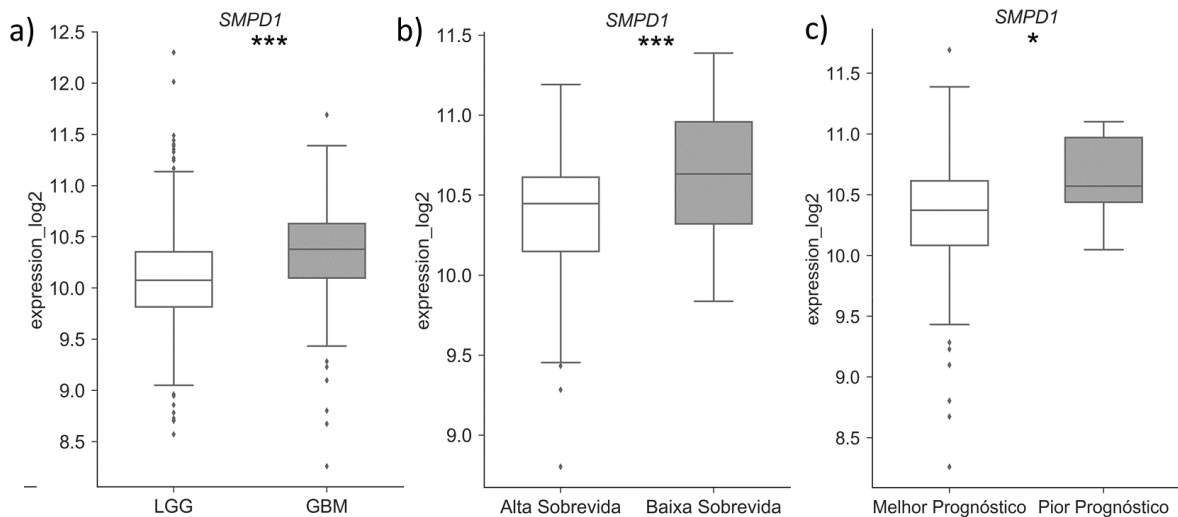 a)
SMPD1
***
expression_log2
12.5
12.0
11.5
11.0
10.5
10.0
9.5
9.0
8.5
LGG
GBM
b)
SMPD1
***
expression_log2
11.5
11.0
10.5
10.0
9.5
9.0
Alta Sobrevida
Baixa Sobrevida
c)
SMPD1
*
expression_log2
11.5
11.0
10.5
10.0
9.5
9.0
8.5
Melhor Prognóstico
Pior Prognóstico